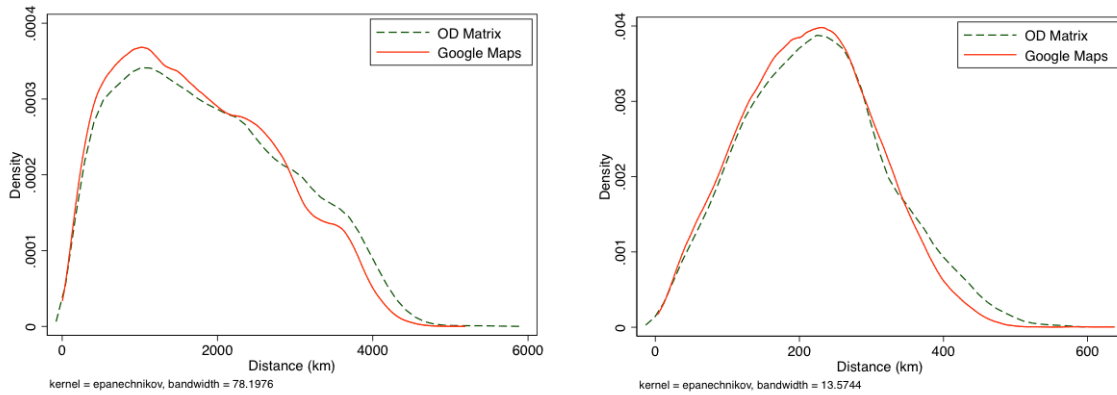 .0004
.0003
.0002
.0001
0
Density
OD Matrix
Google Maps
0
2000
4000
6000
Distance (km)
kernel = epanechnikov, bandwidth = 78.1976
.004
.003
.002
.001
0
Density
OD Matrix
Google Maps
0
200
400
600
Distance (km)
kernel = epanechnikov, bandwidth = 13.5744